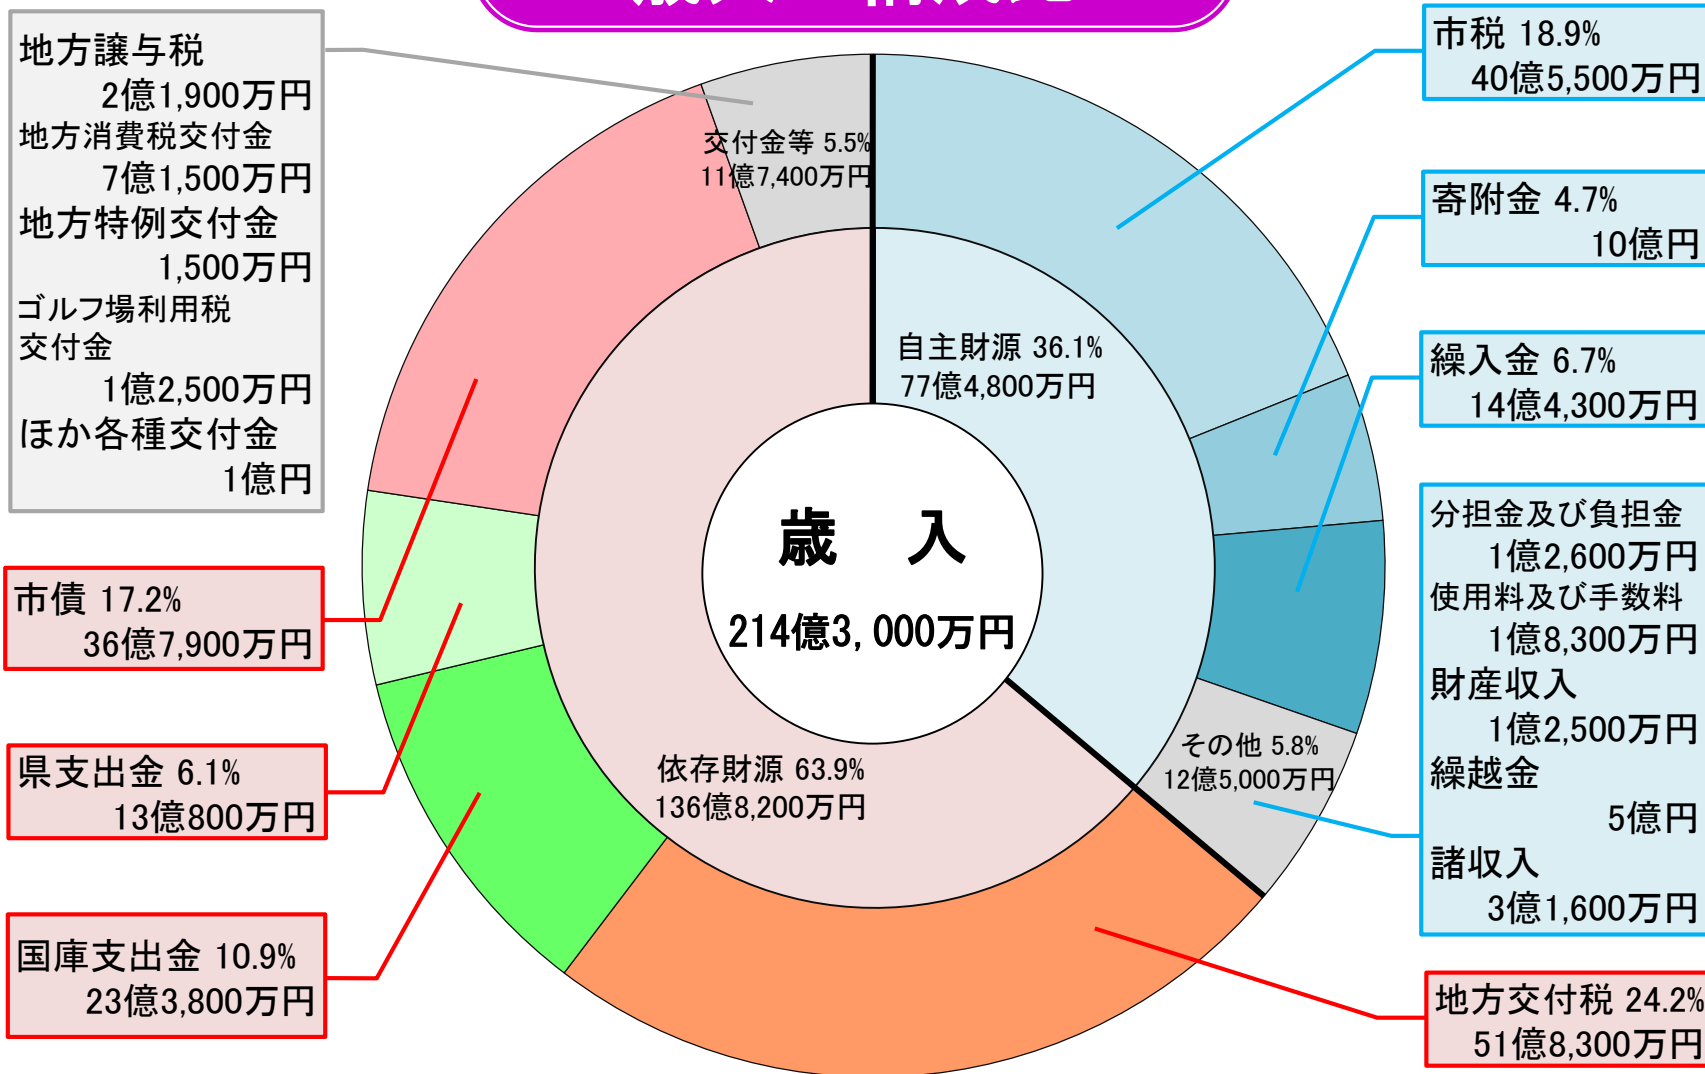 地方譲与税
2億1,900万円
地方消費税交付金
7億1,500万円
地方特例交付金
1,500万円
ゴルフ場利用税
交付金
1億2,500万円
ほか各種交付金
1億円
市債 17.2%
36億7,900万円
県支出金 6.1%
13億800万円
国庫支出金 10.9%
23億3,800万円
交付金等 5.5%
11億7,400万円
自主財源 36.1%
77億4,800万円
歳 入
214億3,000万円
依存財源 63.9%
136億8,200万円
その他 5.8%
12億5,000万円
市税 18.9%
40億5,500万円
寄附金 4.7%
10億円
繰入金 6.7%
14億4,300万円
分担金及び負担金
1億2,600万円
使用料及び手数料
1億8,300万円
財産収入
1億2,500万円
繰越金
5億円
諸収入
3億1,600万円
地方交付税 24.2%
51億8,300万円